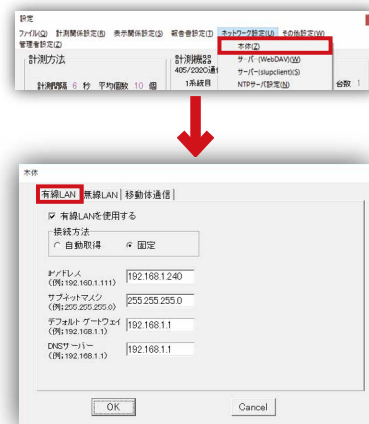 設定
ファイル(Q) 計測関係設定(R) 表示関係設定(S) 報告書設定(T) ネットワーク設定(U) その他設定(W)
管理者設定(Z)
本体(Z)
サーバー(WebDAV)(W)
サーバー(slupclient)(S)
NTPサーバ設定(N)
計測方法
計測間隔 6 秒 平均個数 10 個
計測機器
405/2020通
1系統目
台数 1
本体
有線LAN 無線LAN 移動体通信
有線LANを使用する
接続方法
自動取得 固定
IPアドレス
(例;192.160.1.111)
192.168.1.240
サブネットマスク
(例;255.255.255.0)
255.255.255.0
デフォルト ゲートウェイ
(例;192.168.1.1)
192.168.1.1
DNSサーバー
(例;192.168.1.1)
192.168.1.1
OK Cancel